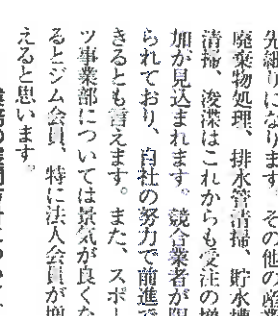 先細りになります。その他の産
廃棄物処理、排水管清掃、貯水槽
清掃、浚渫はこれからも受注の増
加が見込まれます。競合業者が限
られており、自社の努力で前進で
きるとも言えます。また、スポー
ツ事業部については景気が良くな
るとジム会員、特に法人会員が増
えると思います。